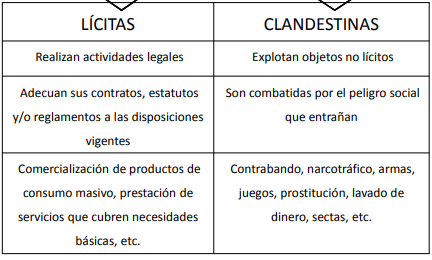 LÍCITAS
CLANDESTINAS
Realizan actividades legales
Explotan objetos no lícitos
Adecuan sus contratos, estatutos
y/o reglamentos a las disposiciones
vigentes
Son combatidas por el peligro social
que entrañan
Comercialización de productos de
consumo masivo, prestación de
servicios que cubren necesidades
básicas, etc.
Contrabando, narcotráfico, armas,
juegos, prostitución, lavado de
dinero, sectas, etc.